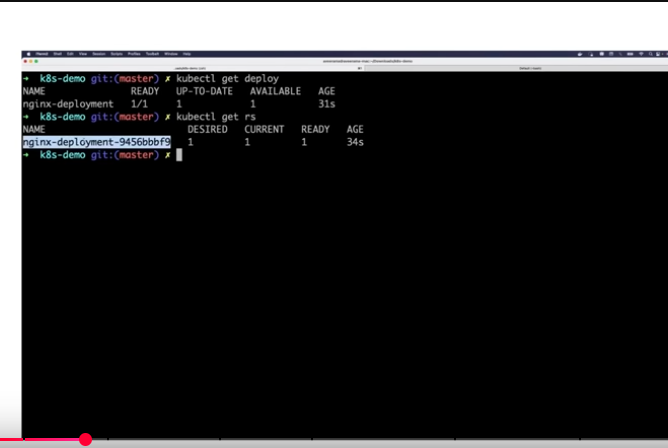 → k8s-demo git:(master) ✗ kubectl get deploy
NAME READY UP-TO-DATE AVAILABLE AGE
nginx-deployment 1/1 1 1 31s
→ k8s-demo git:(master) ✗ kubectl get rs
NAME DESIRED CURRENT READY AGE
nginx-deployment-9456bbbf9 1 1 1 34s
→ k8s-demo git:(master) ✗